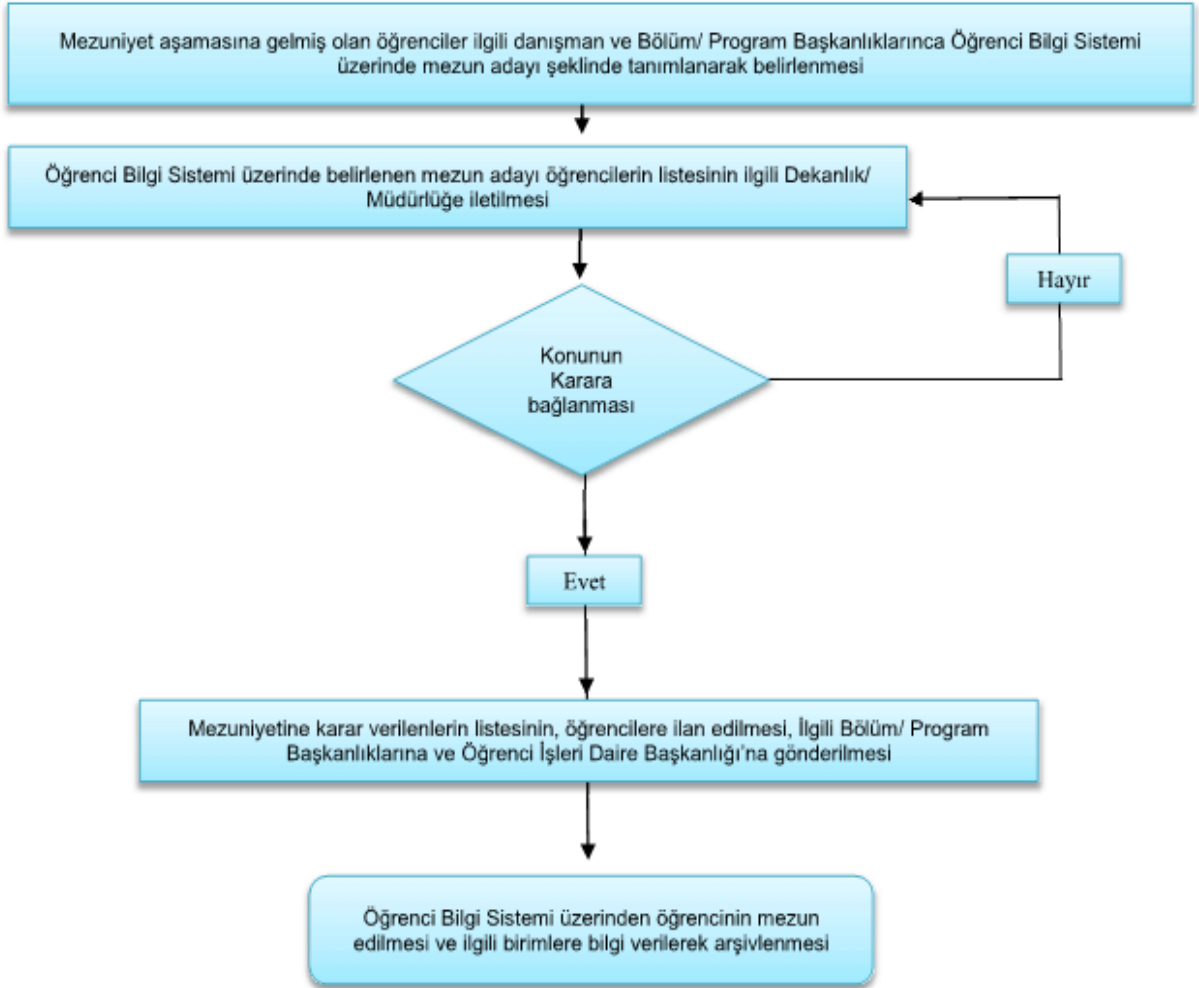 Mezuniyet aşamasına gelmiş olan öğrenciler ilgili danışman ve Bölüm/ Program Başkanlıklarınca Öğrenci Bilgi Sistemi
üzerinde mezun adayı şeklinde tanımlanarak belirlenmesi
Öğrenci Bilgi Sistemi üzerinde belirlenen mezun adayı öğrencilerin listesinin ilgili Dekanlık/
Müdürlüğe iletilmesi
Hayır
Konunun
Karara
bağlanması
Evet
Mezuniyetine karar verilenlerin listesinin, öğrencilere ilan edilmesi, İlgili Bölüm/ Program
Başkanlıklarına ve Öğrenci İşleri Daire Başkanlığı'na gönderilmesi
Öğrenci Bilgi Sistemi üzerinden öğrencinin mezun
edilmesi ve ilgili birimlere bilgi verilerek arşivlenmesi